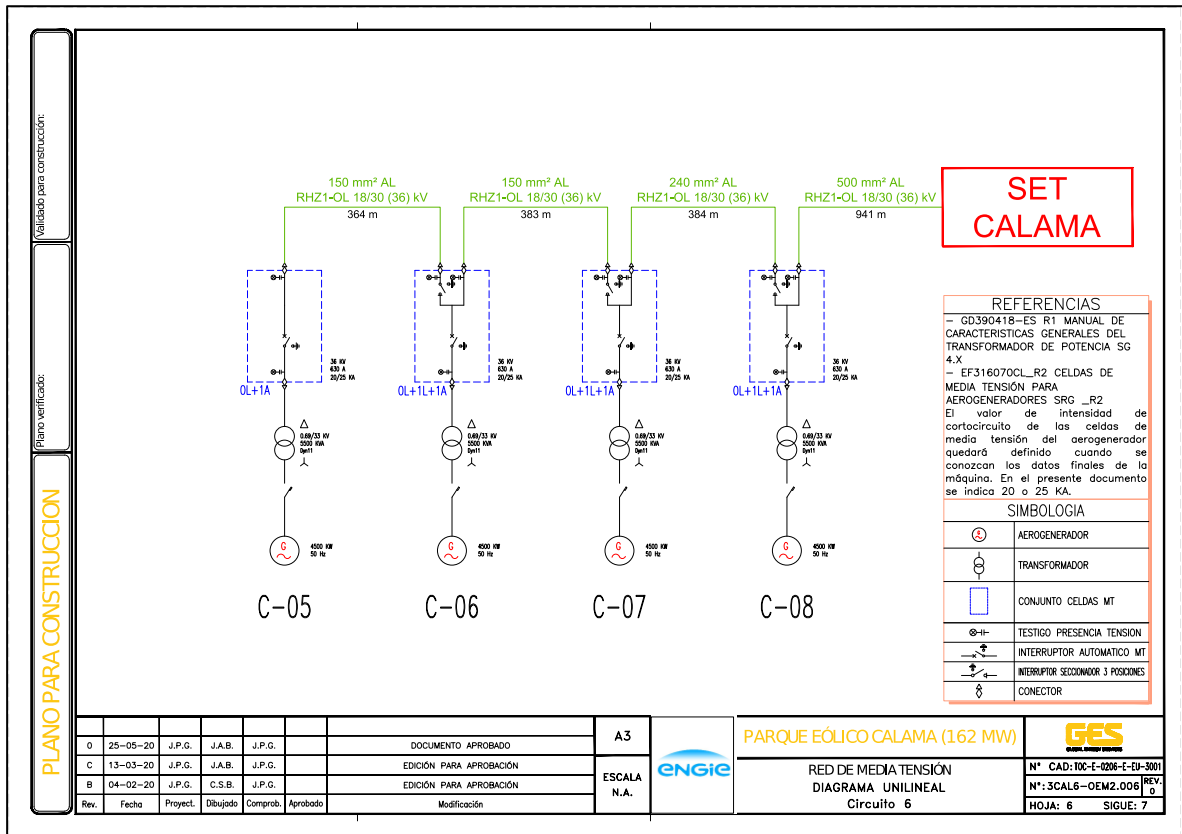 Validado para construcción:
Plano verificado:
PLANO PARA CONSTRUCCION
150 mm² AL
RHZ1-OL 18/30 (36) kV
364 m
150 mm² AL
RHZ1-OL 18/30 (36) kV
383 m
240 mm² AL
RHZ1-OL 18/30 (36) kV
384 m
500 mm² AL
RHZ1-OL 18/30 (36) kV
941 m
SET
CALAMA
36 KV
630 A
20/25 KA
0L+1A
0.69/33 KV
5500 KVA
Dyn11
G
4500 KW
50 Hz
C-05
36 KV
630 A
20/25 KA
0L+1L+1A
0.69/33 KV
5500 KVA
Dyn11
G
4500 KW
50 Hz
C-06
36 KV
630 A
20/25 KA
0L+1L+1A
0.69/33 KV
5500 KVA
Dyn11
G
4500 KW
50 Hz
C-07
36 KV
630 A
20/25 KA
0L+1L+1A
0.69/33 KV
5500 KVA
Dyn11
G
4500 KW
50 Hz
C-08
REFERENCIAS
- GD390418-ES R1 MANUAL DE
CARACTERISTICAS GENERALES DEL
TRANSFORMADOR DE POTENCIA SG
4.X
- EF316070CL_R2 CELDAS DE
MEDIA TENSIÓN PARA
AEROGENERADORES SRG _R2
El valor de intensidad de
cortocircuito de las celdas de
media tensión del aerogenerador
quedará definido cuando se
conozcan los datos finales de la
máquina. En el presente documento
se indica 20 o 25 KA.
SIMBOLOGIA
AEROGENERADOR
TRANSFORMADOR
CONJUNTO CELDAS MT
TESTIGO PRESENCIA TENSION
INTERRUPTOR AUTOMATICO MT
INTERRUPTOR SECCIONADOR 3 POSICIONES
CONECTOR
0 25-05-20 J.P.G. J.A.B. J.P.G. DOCUMENTO APROBADO
C 13-03-20 J.P.G. J.A.B. J.P.G. EDICIÓN PARA APROBACIÓN
B 04-02-20 J.P.G. C.S.B. J.P.G. EDICIÓN PARA APROBACIÓN
Rev. Fecha Proyect. Dibujado Comprob. Aprobado Modificación
A3
ESCALA
N.A.
ENGIE
PARQUE EÓLICO CALAMA (162 MW)
RED DE MEDIA TENSIÓN
DIAGRAMA UNILINEAL
Circuito 6
GES
GLOBAL ENERGY SERVICES
N° CAD: TOC-E-0206-E-EU-3001
N°: 3CAL6-OEM2.006 REV. 0
HOJA: 6 SIGUE: 7